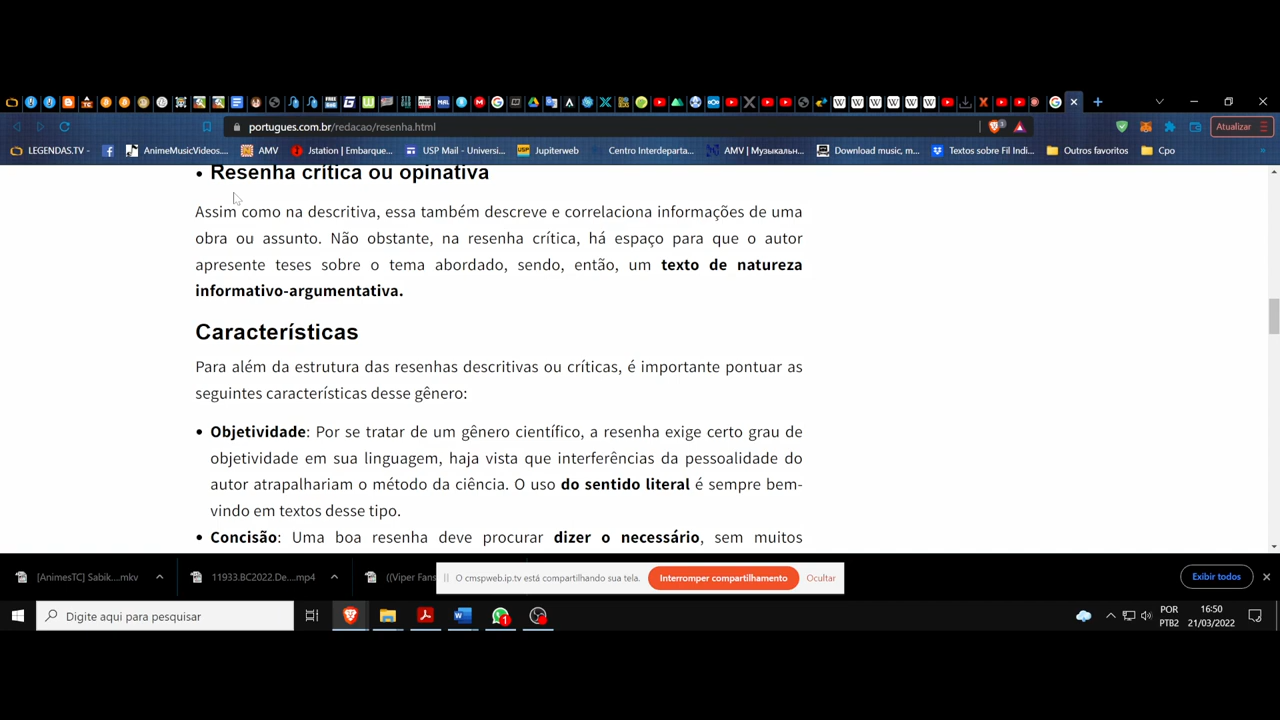 portugues.com.br/redacao/resenha.html
Atualizar
LEGENDAS.TV -
AnimeMusicVideos...
AMV
Jstation | Embarque...
USP Mail - Universi...
Jupiterweb
Centro Interdeparta...
AMV | Музыкальн...
Download music, m...
Textos sobre Fil Indi...
Outros favoritos
Cpo
• Resenha crítica ou opinativa
Assim como na descritiva, essa também descreve e correlaciona informações de uma
obra ou assunto. Não obstante, na resenha crítica, há espaço para que o autor
apresente teses sobre o tema abordado, sendo, então, um texto de natureza
informativo-argumentativa.
Características
Para além da estrutura das resenhas descritivas ou críticas, é importante pontuar as
seguintes características desse gênero:
• Objetividade: Por se tratar de um gênero científico, a resenha exige certo grau de
objetividade em sua linguagem, haja vista que interferências da pessoalidade do
autor atrapalhariam o método da ciência. O uso do sentido literal é sempre bem-
vindo em textos desse tipo.
• Concisão: Uma boa resenha deve procurar dizer o necessário, sem muitos
[AnimesTC] Sabik....mkv
11933.BC2022.De....mp4
((Viper Fans
O cmspweb.ip.tv está compartilhando sua tela.
Interromper compartilhamento
Ocultar
Exibir todos
Digite aqui para pesquisar
POR
PTB2
16:50
21/03/2022